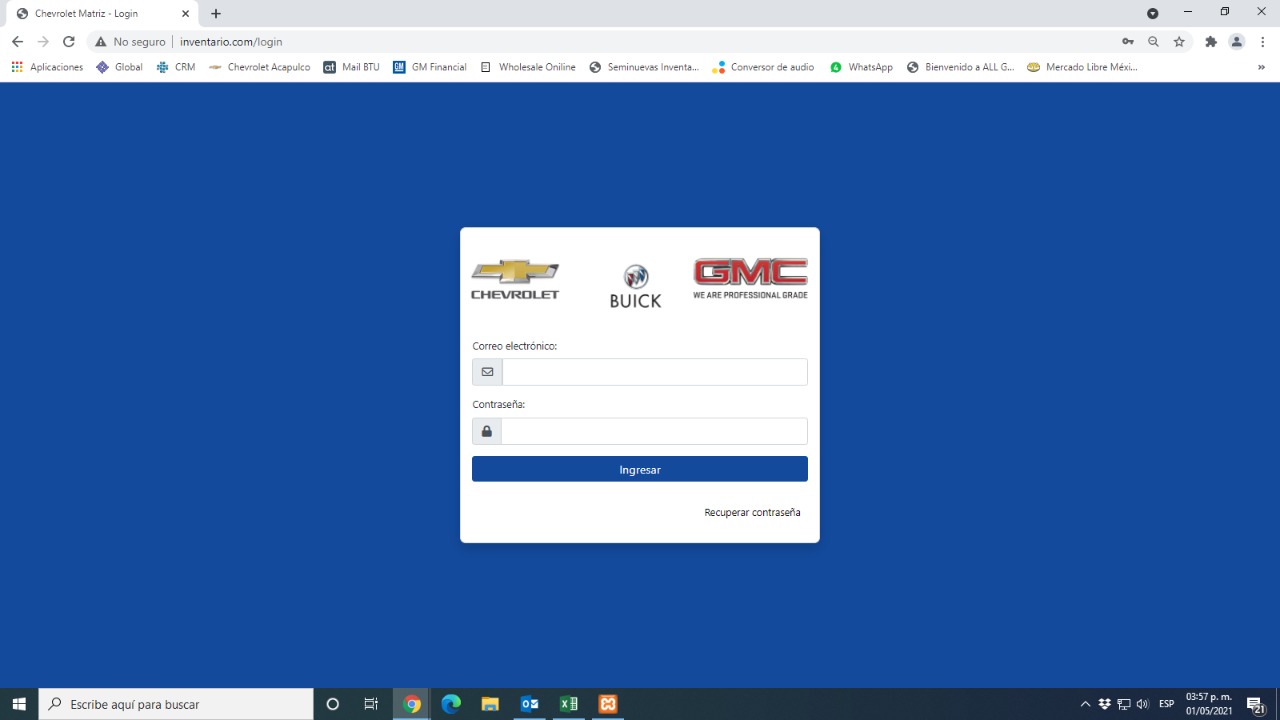 Chevrolet Matriz - Login
No seguro
inventario.com/login
Aplicaciones
Global
CRM
Chevrolet Acapulco
Mail BTU
GM Financial
Wholesale Online
Seminuevas Inventa...
Conversor de audio
WhatsApp
Bienvenido a ALL G...
Mercado Libre Méxi...
»
CHEVROLET
BUICK
GMC
WE ARE PROFESSIONAL GRADE
Correo electrónico:
Contraseña:
Ingresar
Recuperar contraseña
Escribe aquí para buscar
ESP
03:57 p. m.
01/05/2021
21